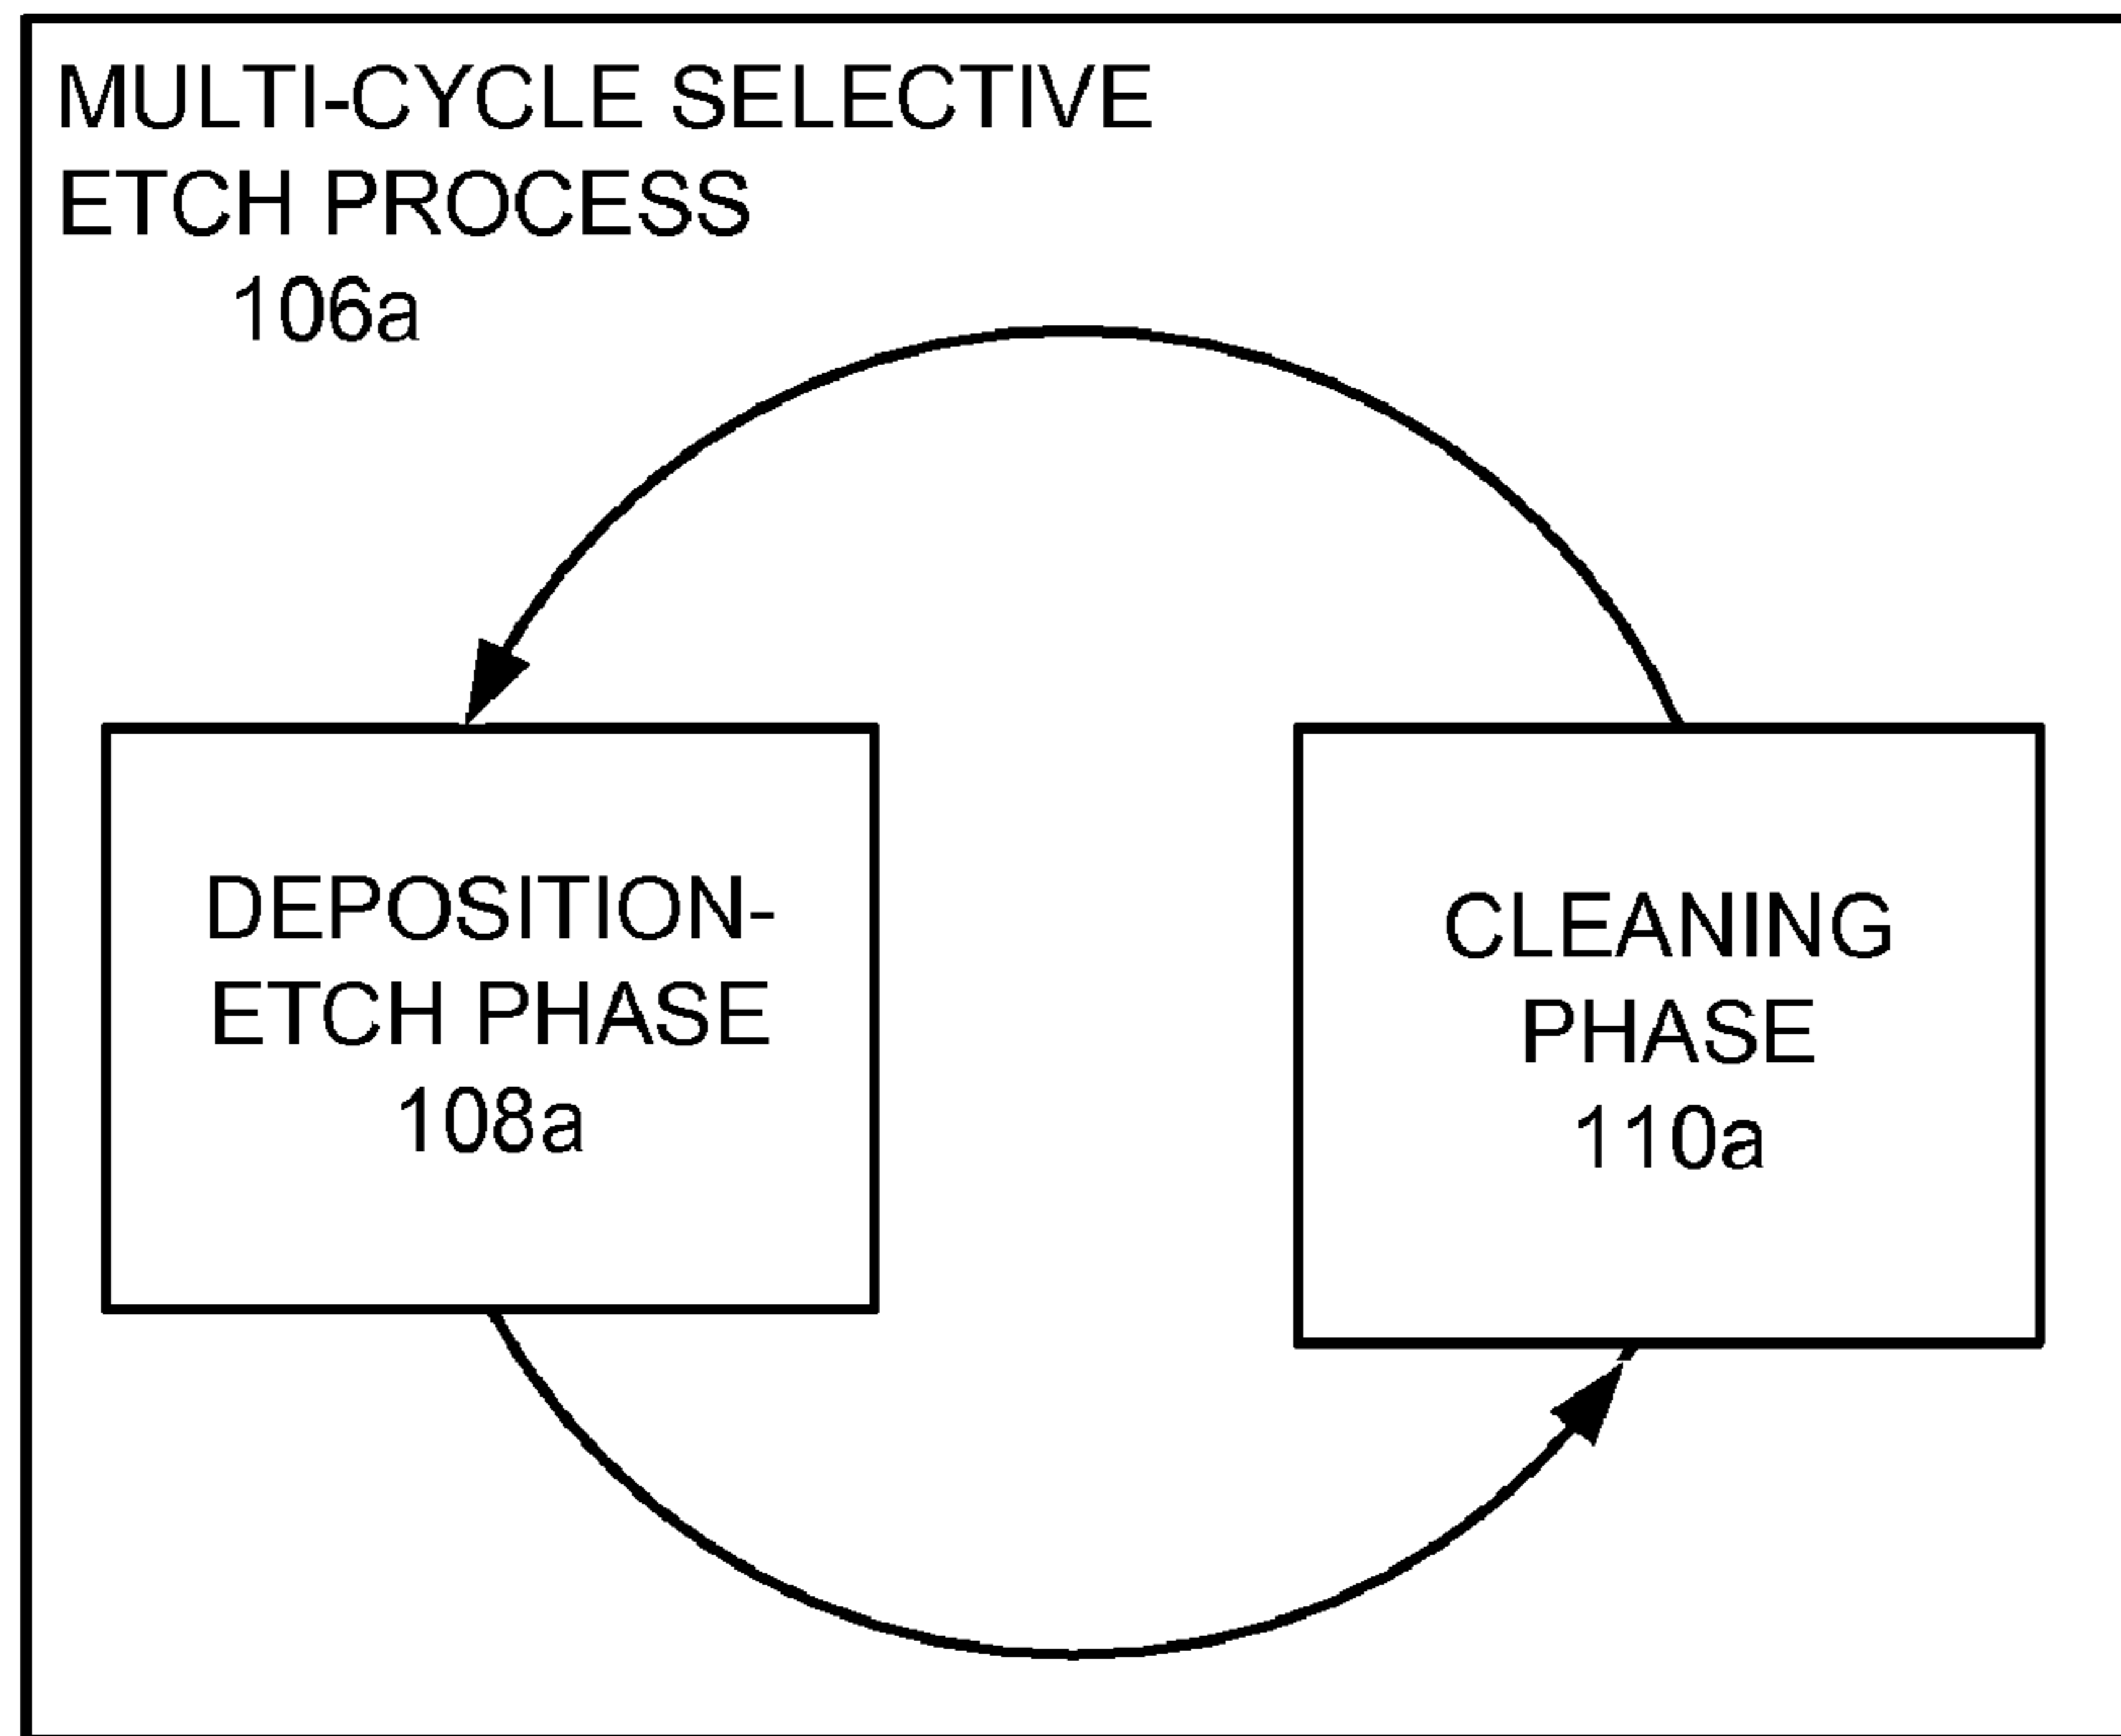 MULTI-CYCLE SELECTIVE
ETCH PROCESS
106a
DEPOSITION-
ETCH PHASE
108a
CLEANING
PHASE
110a